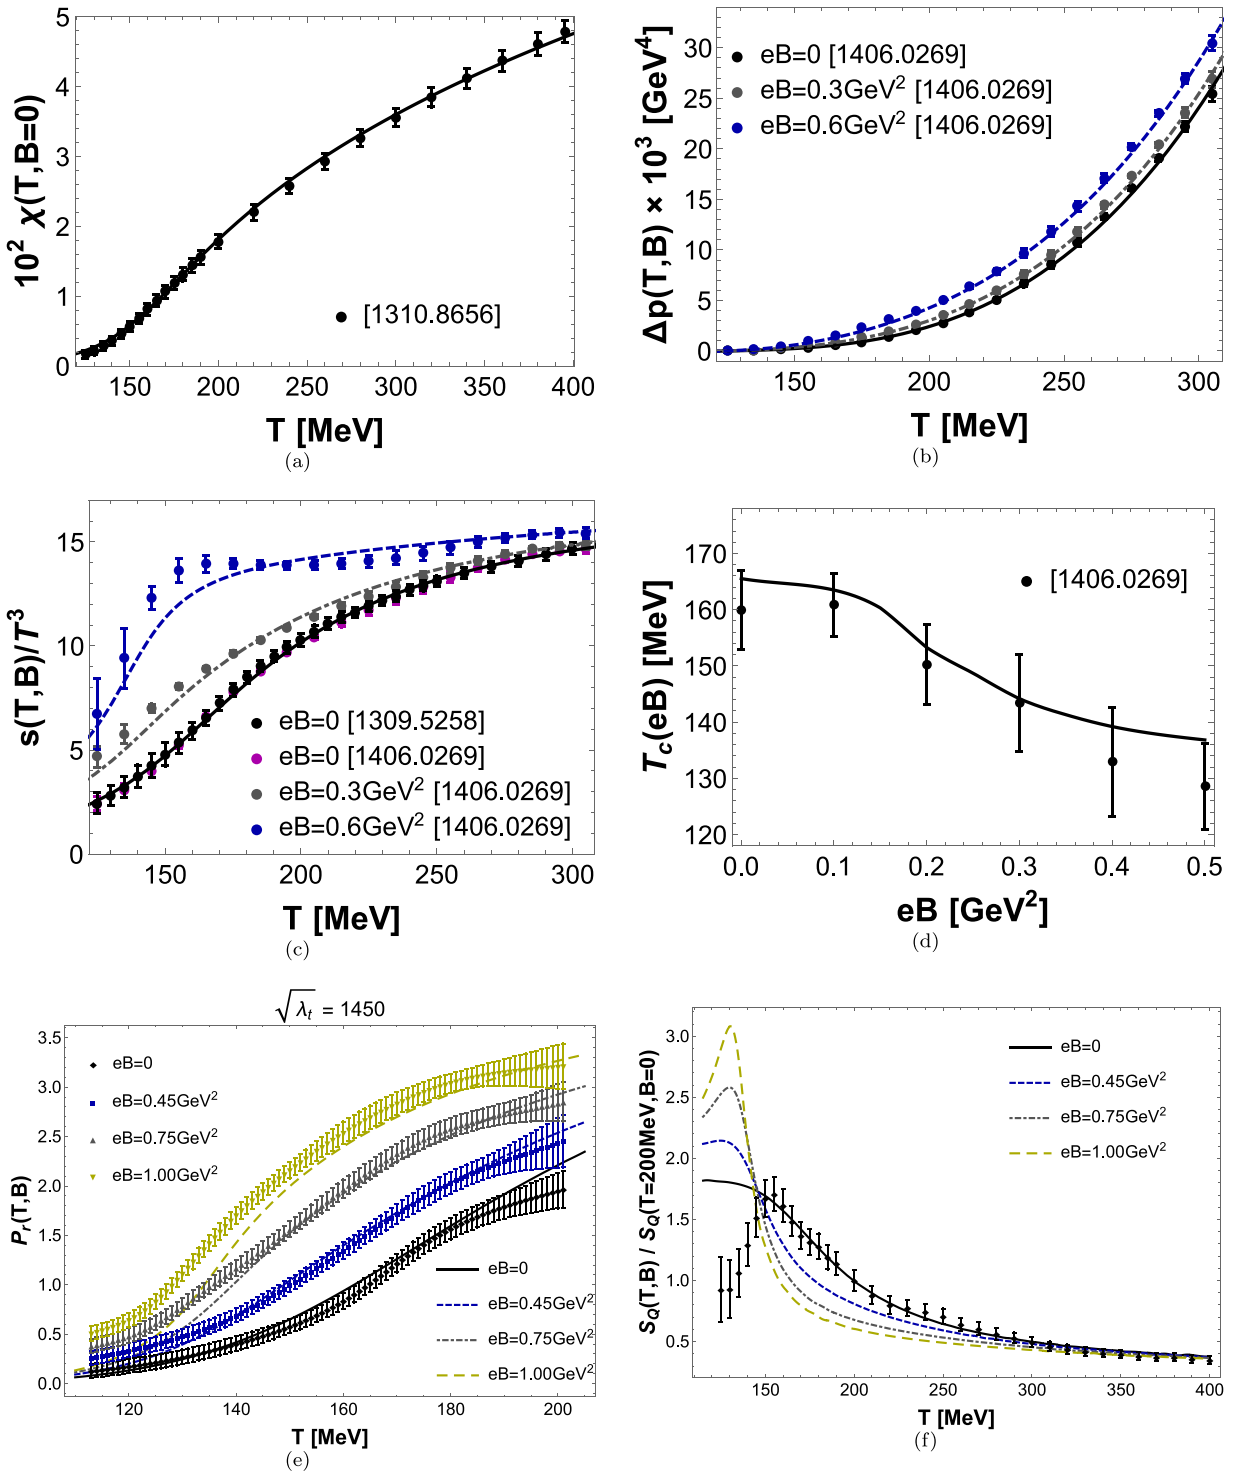 10² χ(T,B=0)
5
4
3
2
1
0
[1310.8656]
150 200 250 300 350 400
T [MeV]
(a)
Δp(T,B) × 10³ [GeV⁴]
30
25
20
15
10
5
0
eB=0 [1406.0269]
eB=0.3GeV² [1406.0269]
eB=0.6GeV² [1406.0269]
150 200 250 300
T [MeV]
(b)
s(T,B)/T³
15
10
5
0
eB=0 [1309.5258]
eB=0 [1406.0269]
eB=0.3GeV² [1406.0269]
eB=0.6GeV² [1406.0269]
150 200 250 300
T [MeV]
(c)
T_c(eB) [MeV]
170
160
150
140
130
120
[1406.0269]
0.0 0.1 0.2 0.3 0.4 0.5
eB [GeV²]
(d)
√λ_t = 1450
P_r(T,B)
3.5
3.0
2.5
2.0
1.5
1.0
0.5
0.0
eB=0
eB=0.45GeV²
eB=0.75GeV²
eB=1.00GeV²
eB=0
eB=0.45GeV²
eB=0.75GeV²
eB=1.00GeV²
120 140 160 180 200
T [MeV]
(e)
S_Q(T,B) / S_Q(T=200MeV,B=0)
3.0
2.5
2.0
1.5
1.0
0.5
eB=0
eB=0.45GeV²
eB=0.75GeV²
eB=1.00GeV²
150 200 250 300 350 400
T [MeV]
(f)